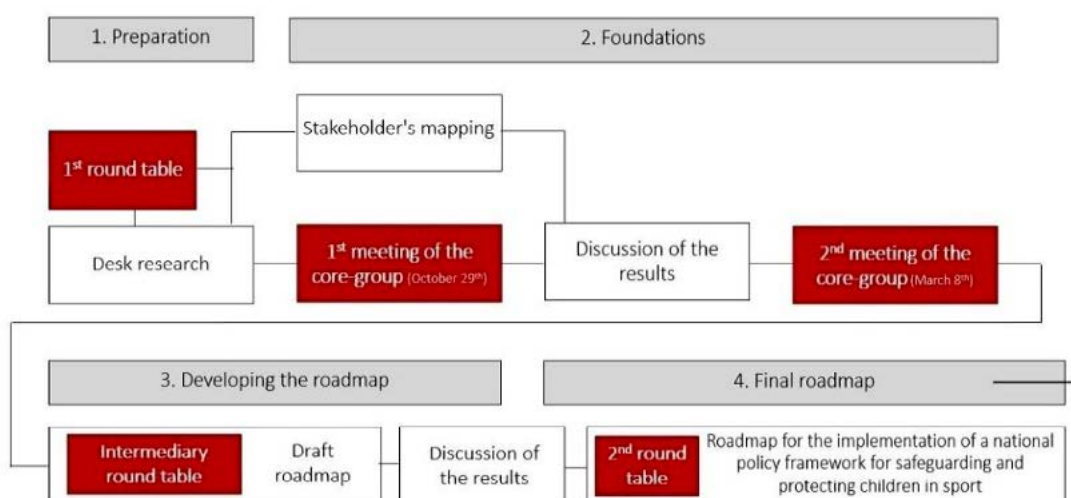 1. Preparation
2. Foundations
Stakeholder's mapping
1st round table
Desk research
1st meeting of the
core-group (October 29th)
Discussion of the
results
2nd meeting of the
core-group (March 8th)
3. Developing the roadmap
4. Final roadmap
Intermediary
round table
Draft
roadmap
Discussion of
the results
2nd round
table
Roadmap for the implementation of a national
policy framework for safeguarding and
protecting children in sport